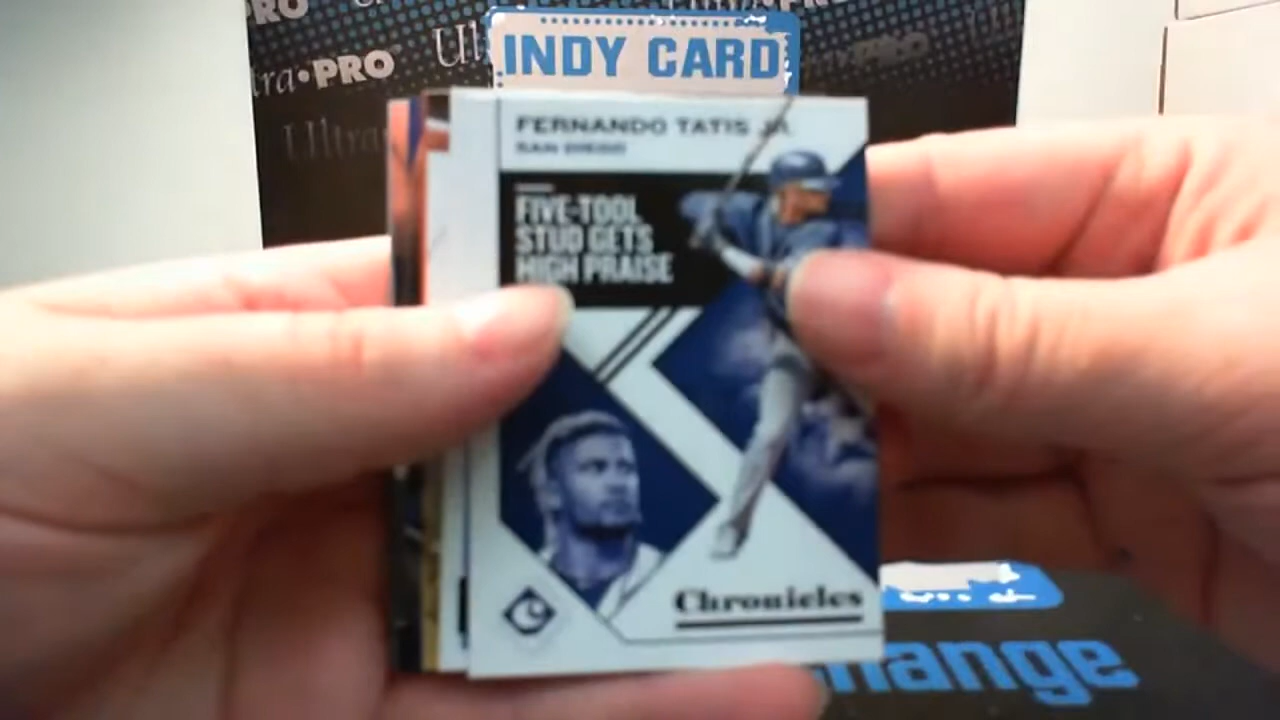 PRO
Ultra•PRO
Ultra
PRO
INDY CARD
FERNANDO TATIS JR.
SAN DIEGO
FIVE-TOOL
STUD GETS
HIGH PRAISE
Chronicles
hange